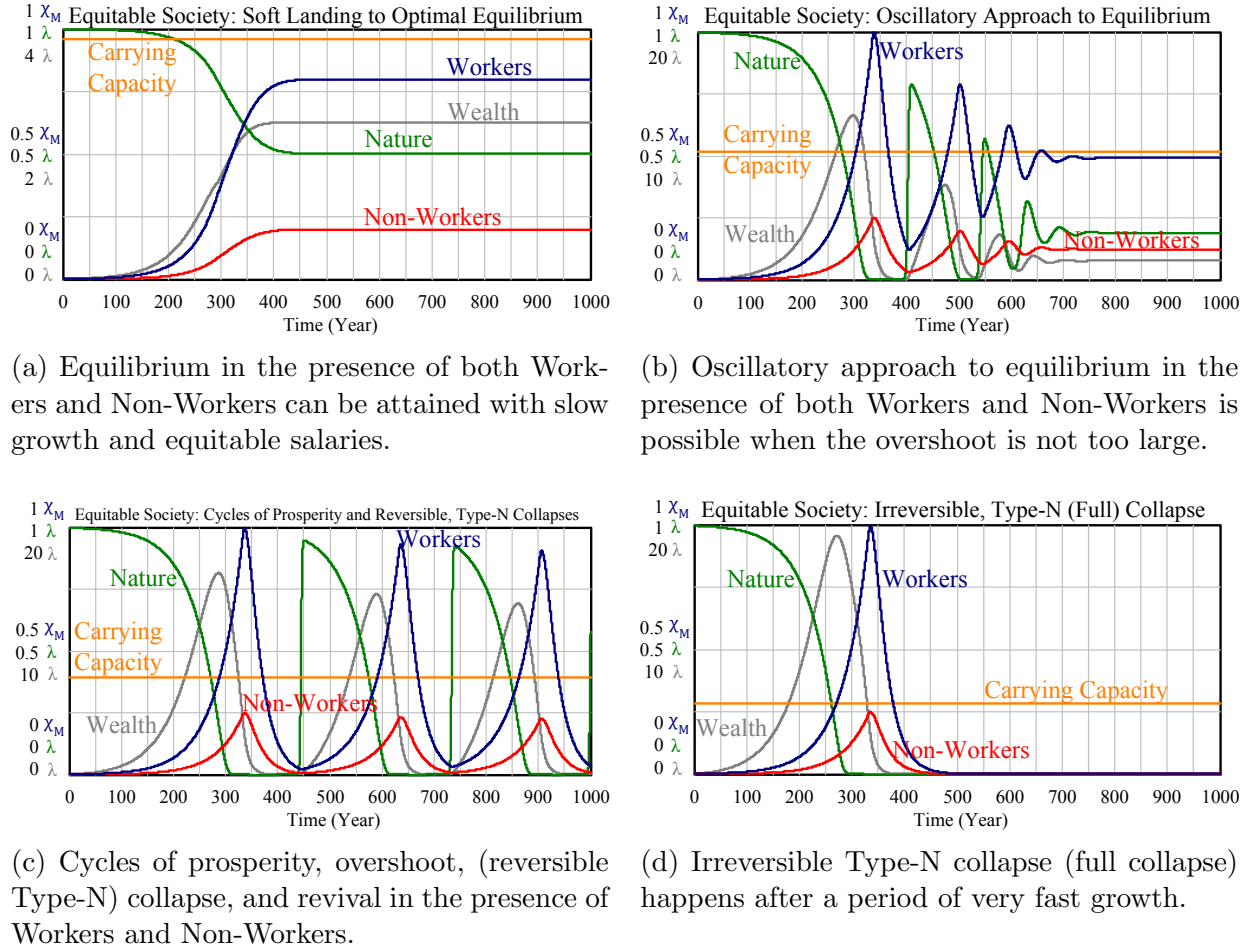 Equitable Society: Soft Landing to Optimal Equilibrium
1 χM
1 λ
4 λ
Carrying
Capacity
Workers
Wealth
Nature
0.5 χM
0.5 λ
2 λ
Non-Workers
0 χM
0 λ
0 λ
0 100 200 300 400 500 600 700 800 900 1000
Time (Year)
(a) Equilibrium in the presence of both Work-
ers and Non-Workers can be attained with slow
growth and equitable salaries.
Equitable Society: Oscillatory Approach to Equilibrium
1 χM
1 λ
20 λ
Nature
Workers
0.5 χM
0.5 λ
10 λ
Carrying
Capacity
Wealth
Non-Workers
0 χM
0 λ
0 λ
0 100 200 300 400 500 600 700 800 900 1000
Time (Year)
(b) Oscillatory approach to equilibrium in the
presence of both Workers and Non-Workers is
possible when the overshoot is not too large.
Equitable Society: Cycles of Prosperity and Reversible, Type-N Collapses
1 χM
1 λ
20 λ
Workers
Nature
0.5 χM
0.5 λ
10 λ
Carrying
Capacity
Non-Workers
Wealth
0 χM
0 λ
0 λ
0 100 200 300 400 500 600 700 800 900 1000
Time (Year)
(c) Cycles of prosperity, overshoot, (reversible
Type-N) collapse, and revival in the presence of
Workers and Non-Workers.
Equitable Society: Irreversible, Type-N (Full) Collapse
1 χM
1 λ
20 λ
Nature
Workers
0.5 χM
0.5 λ
10 λ
Carrying Capacity
Wealth
Non-Workers
0 χM
0 λ
0 λ
0 100 200 300 400 500 600 700 800 900 1000
Time (Year)
(d) Irreversible Type-N collapse (full collapse)
happens after a period of very fast growth.